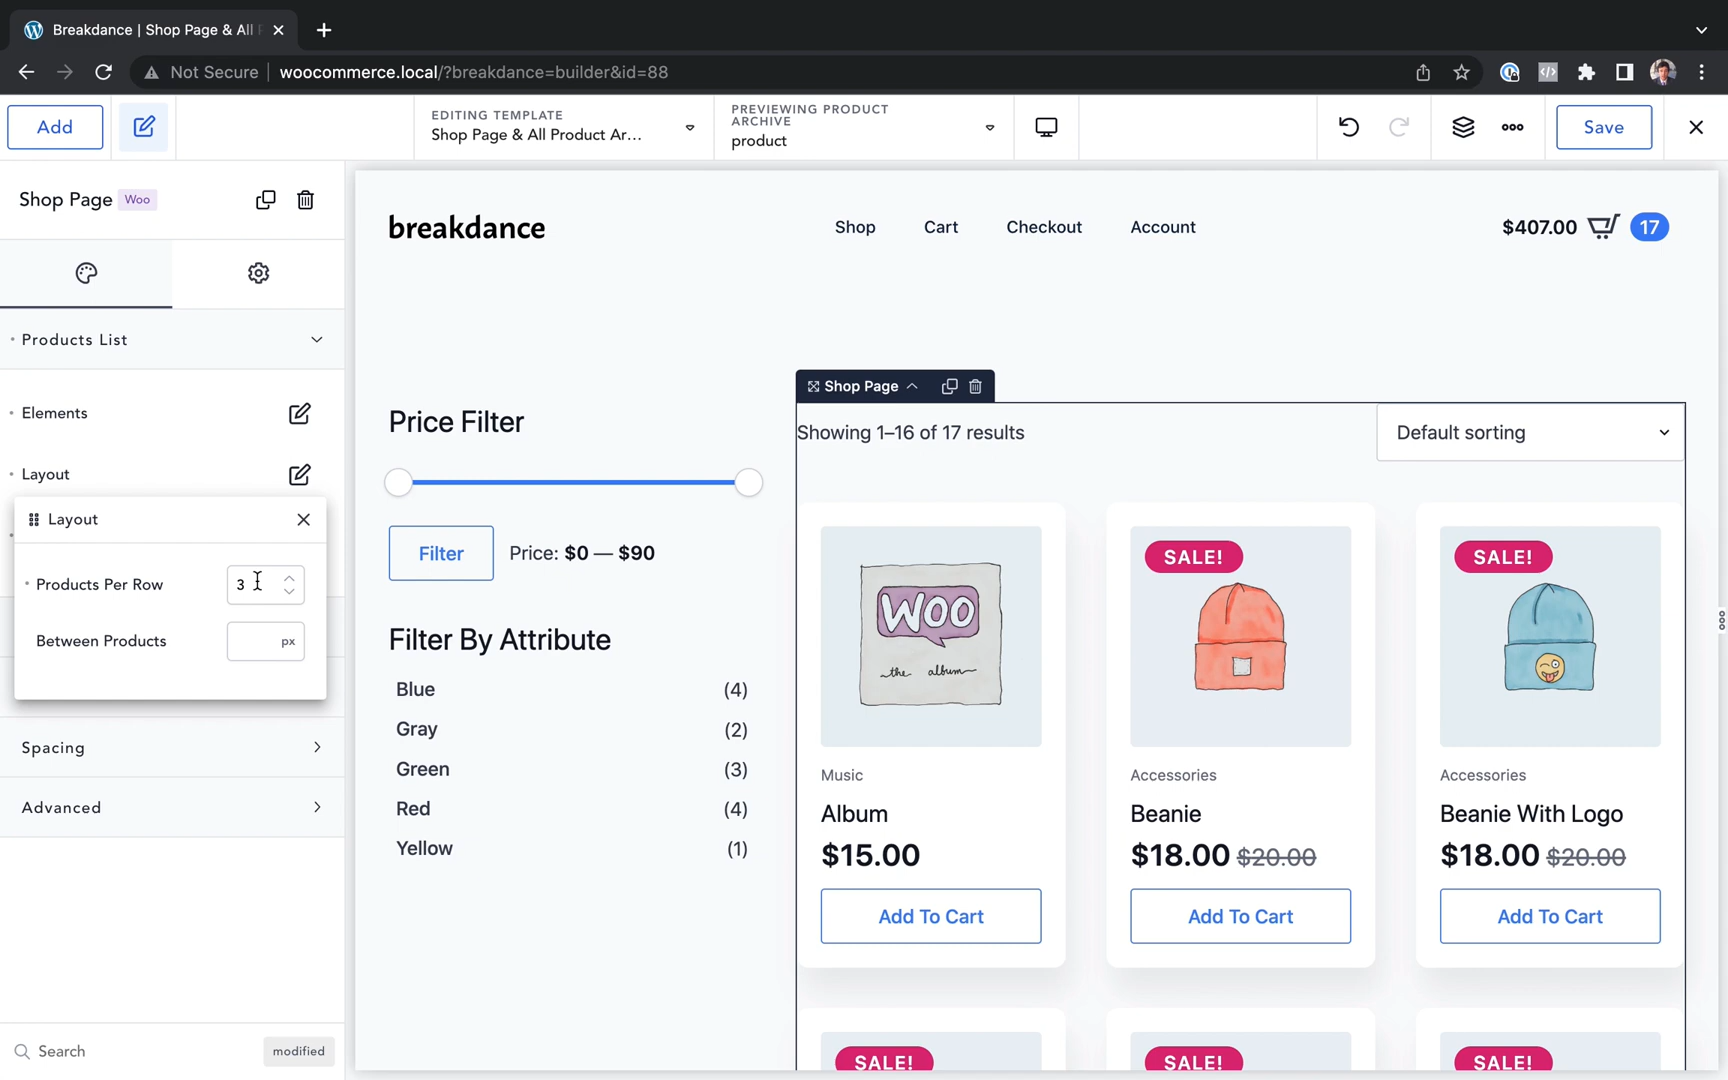 Breakdance | Shop Page & All
Not Secure woocommerce.local/?breakdance=builder&id=88
Add
EDITING TEMPLATE
Shop Page & All Product Ar...
PREVIEWING PRODUCT
ARCHIVE
product
Save
Shop Page Woo
Products List
Elements
Layout
Layout
Products Per Row 3
Between Products px
Spacing
Advanced
Search modified
breakdance
Shop Cart Checkout Account
$407.00 17
Price Filter
Filter Price: $0 — $90
Filter By Attribute
Blue (4)
Gray (2)
Green (3)
Red (4)
Yellow (1)
Shop Page
Showing 1–16 of 17 results
Default sorting
WOO
the album
Music
Album
$15.00
Add To Cart
SALE!
Accessories
Beanie
$18.00 $20.00
Add To Cart
SALE!
Accessories
Beanie With Logo
$18.00 $20.00
Add To Cart
SALE! SALE! SALE!